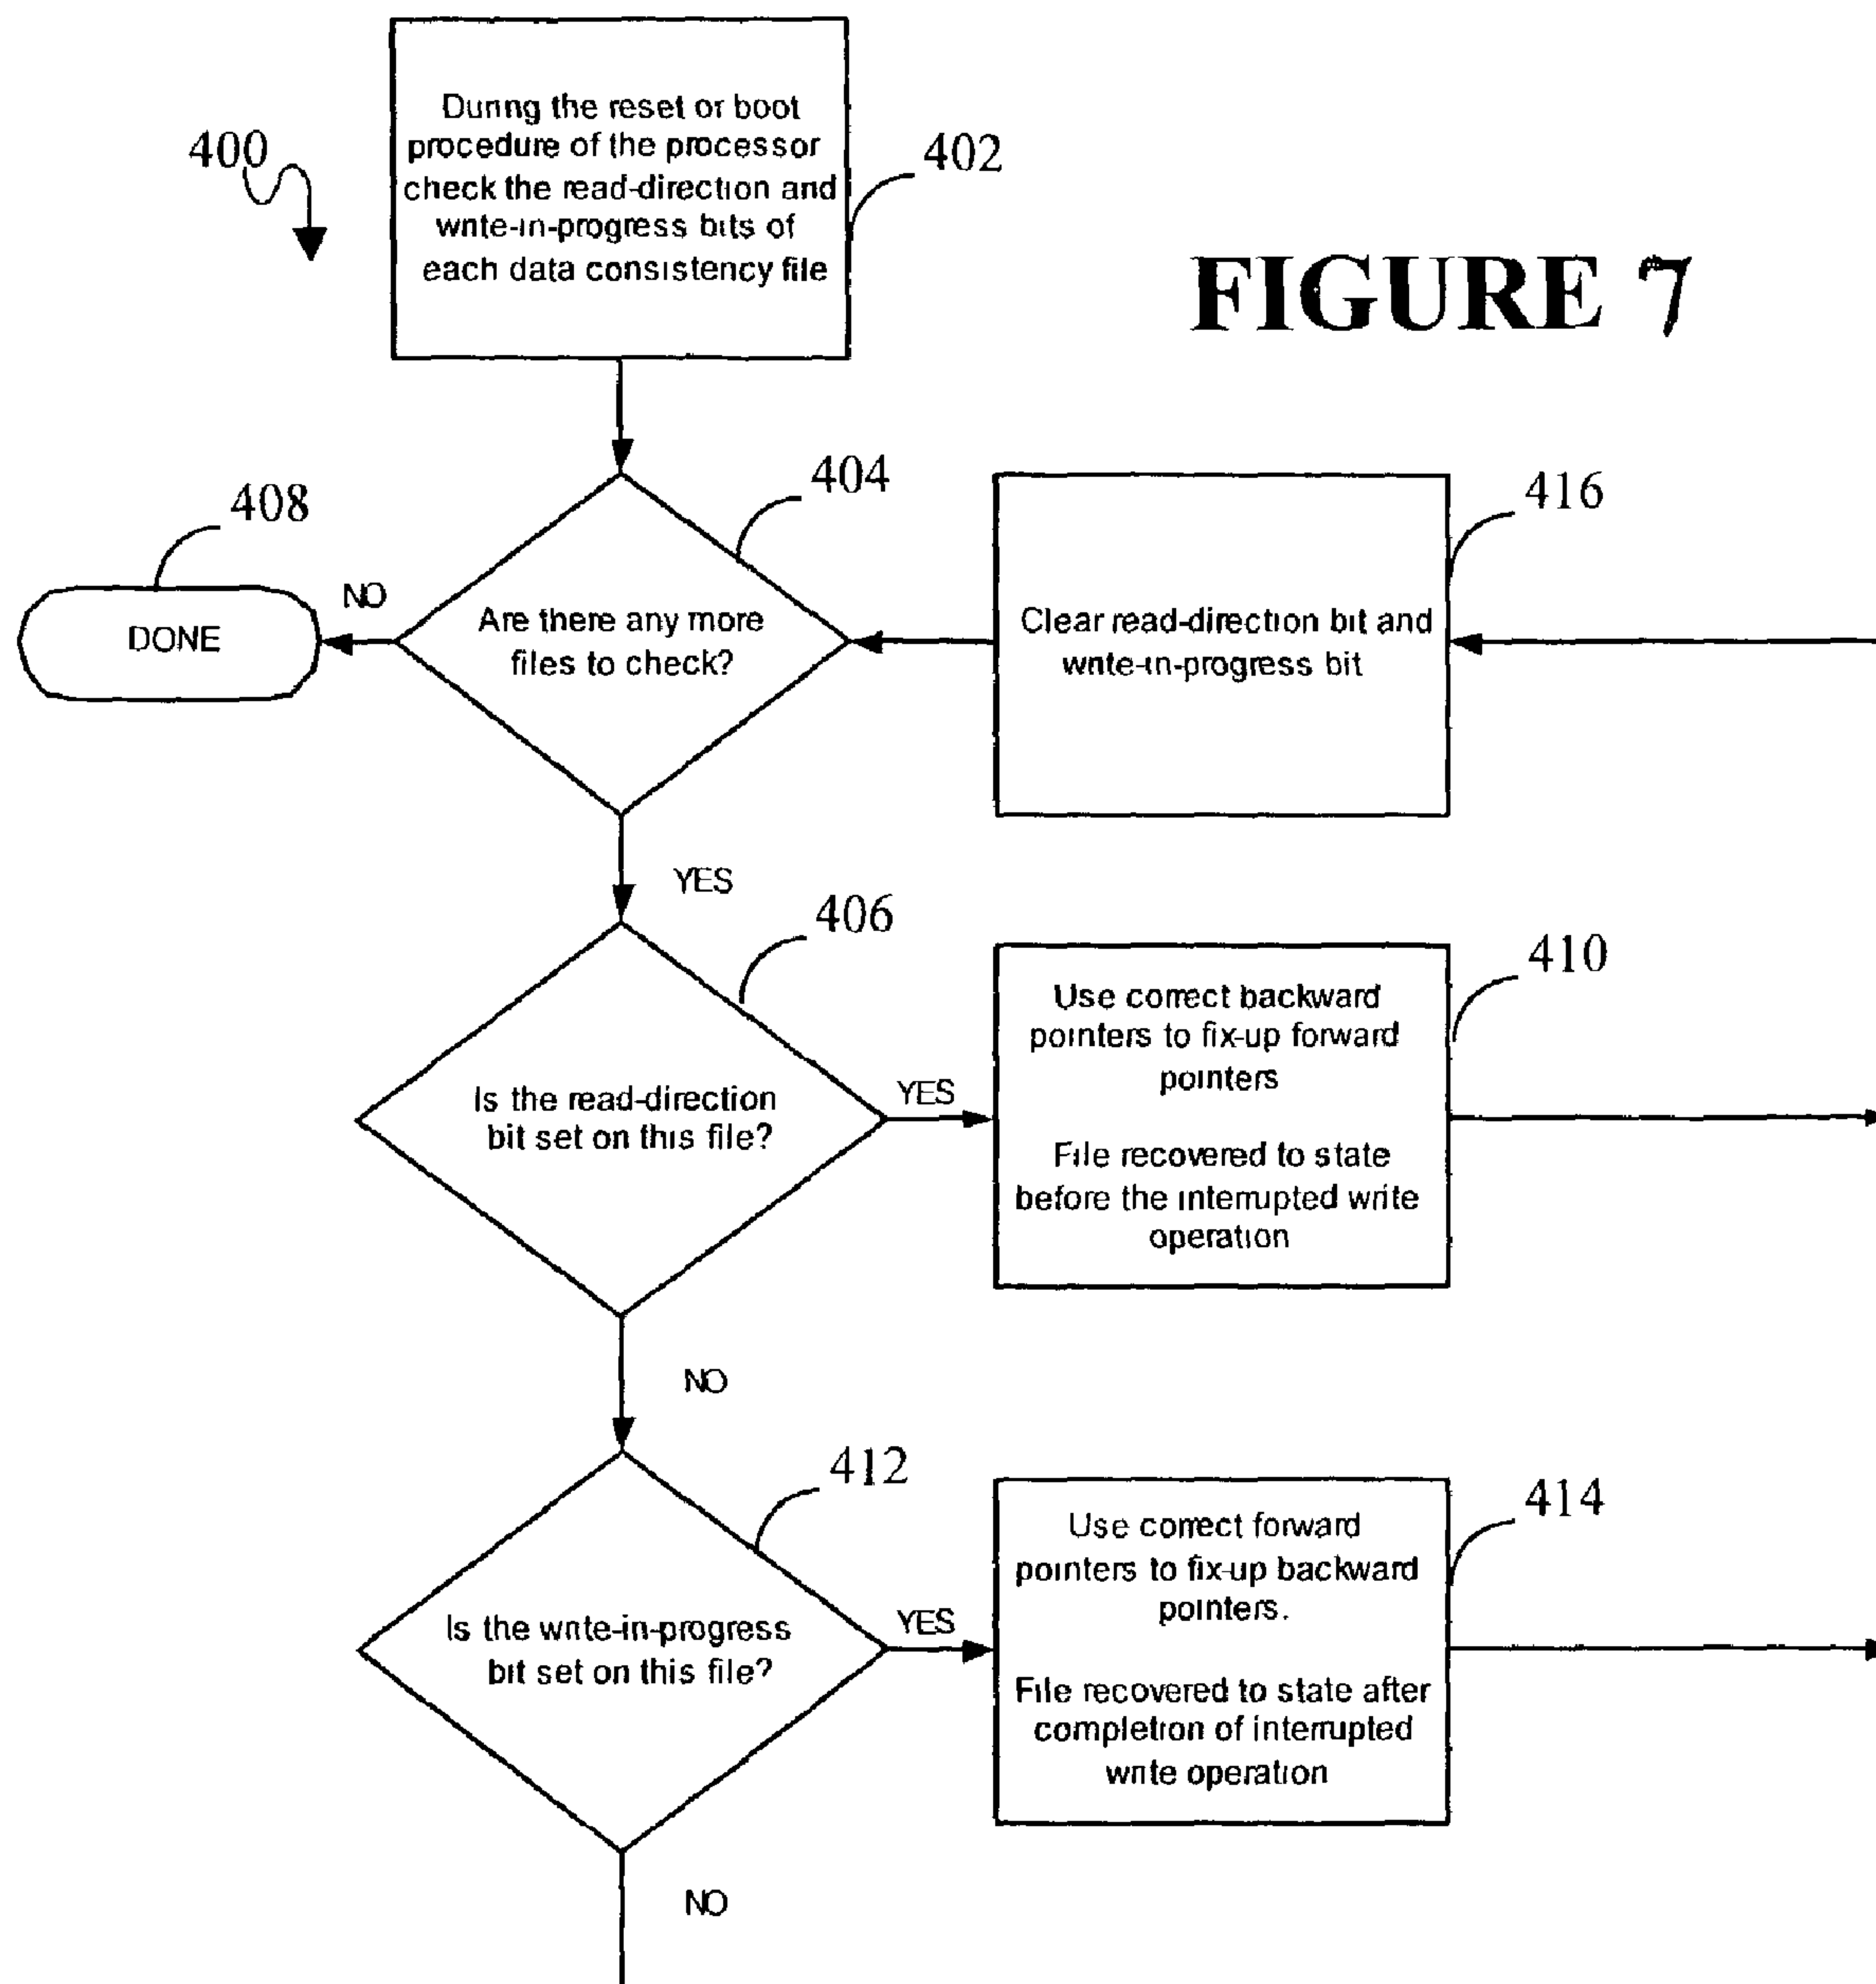 During the reset or boot
procedure of the processor
check the read-direction and
write-in-progress bits of
each data consistency file
400
402
FIGURE 7
404
416
408
NO
DONE
Are there any more
files to check?
Clear read-direction bit and
write-in-progress bit
YES
406
410
Is the read-direction
bit set on this file?
YES
Use correct backward
pointers to fix-up forward
pointers
File recovered to state
before the interrupted write
operation
NO
412
414
Is the write-in-progress
bit set on this file?
YES
Use correct forward
pointers to fix-up backward
pointers.
File recovered to state after
completion of interrupted
write operation
NO